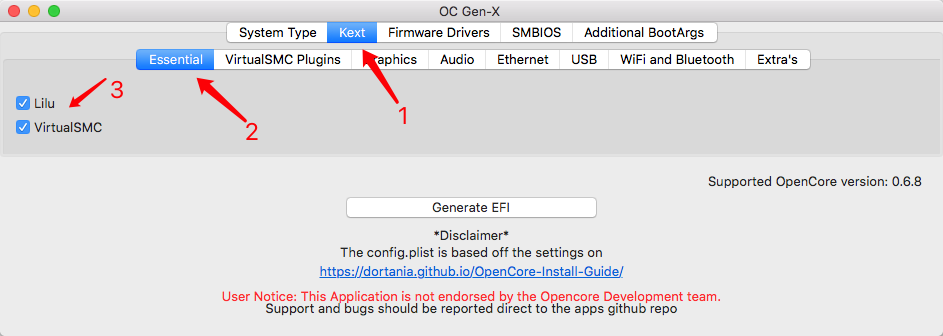 OC Gen-X
System Type Kext Firmware Drivers SMBIOS Additional BootArgs
Essential VirtualSMC Plugins raphics Audio Ethernet USB WiFi and Bluetooth Extra's
3
Lilu
1
2
VirtualSMC
Supported OpenCore version: 0.6.8
Generate EFI
*Disclaimer*
The config.plist is based off the settings on
https://dortania.github.io/OpenCore-Install-Guide/
User Notice: This Application is not endorsed by the Opencore Development team.
Support and bugs should be reported direct to the apps github repo